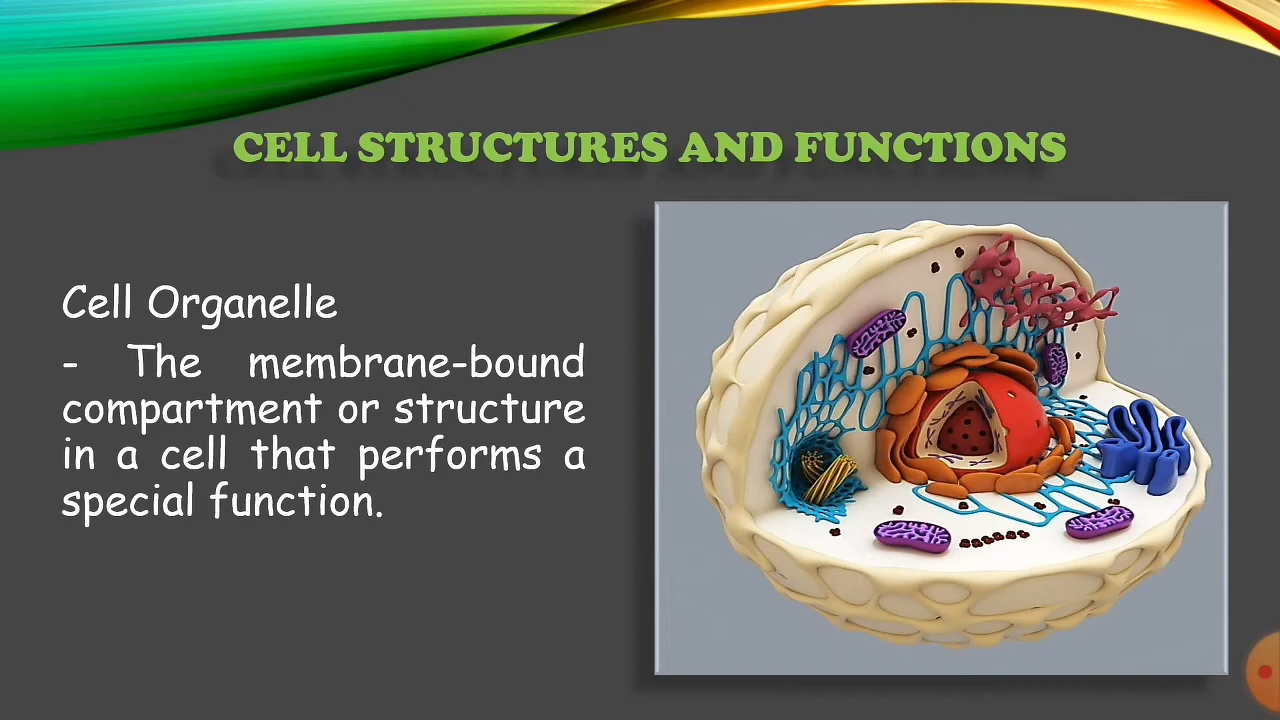 CELL STRUCTURES AND FUNCTIONS
Cell Organelle
- The membrane-bound
compartment or structure
in a cell that performs a
special function.